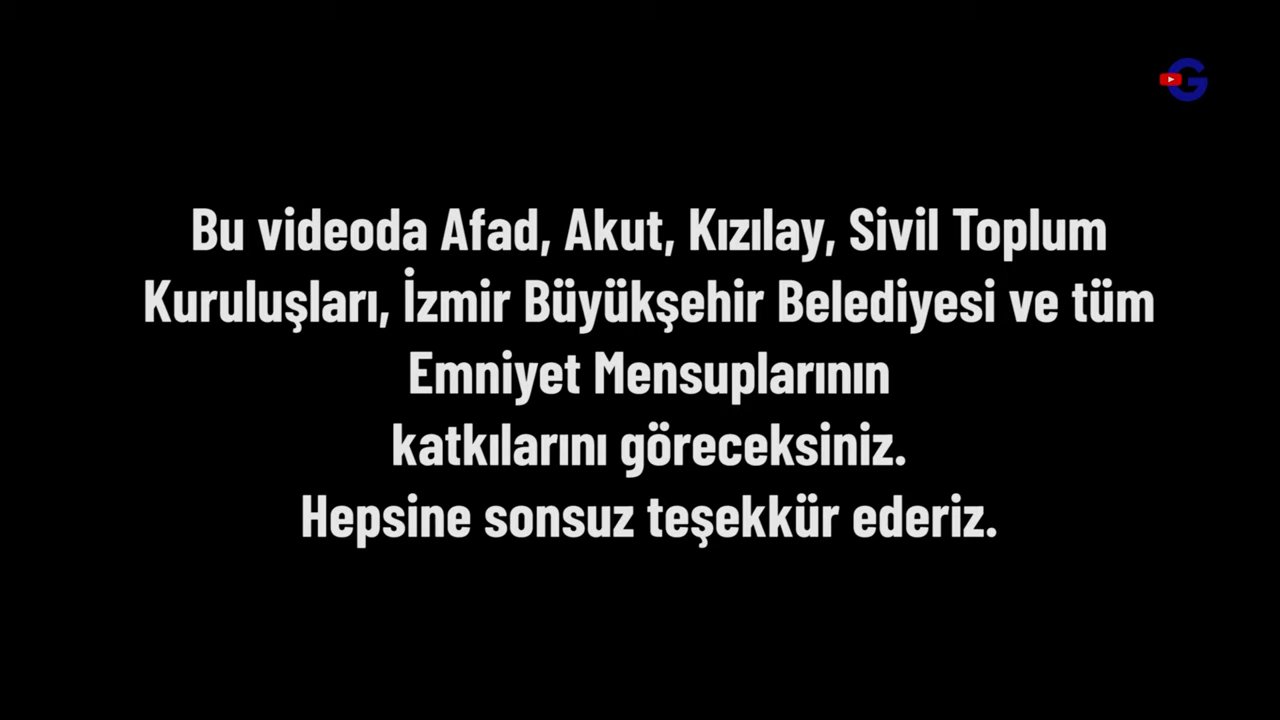 G
Bu videoda Afad, Akut, Kızılay, Sivil Toplum
Kuruluşları, İzmir Büyükşehir Belediyesi ve tüm
Emniyet Mensuplarının
katkılarını göreceksiniz.
Hepsine sonsuz teşekkür ederiz.